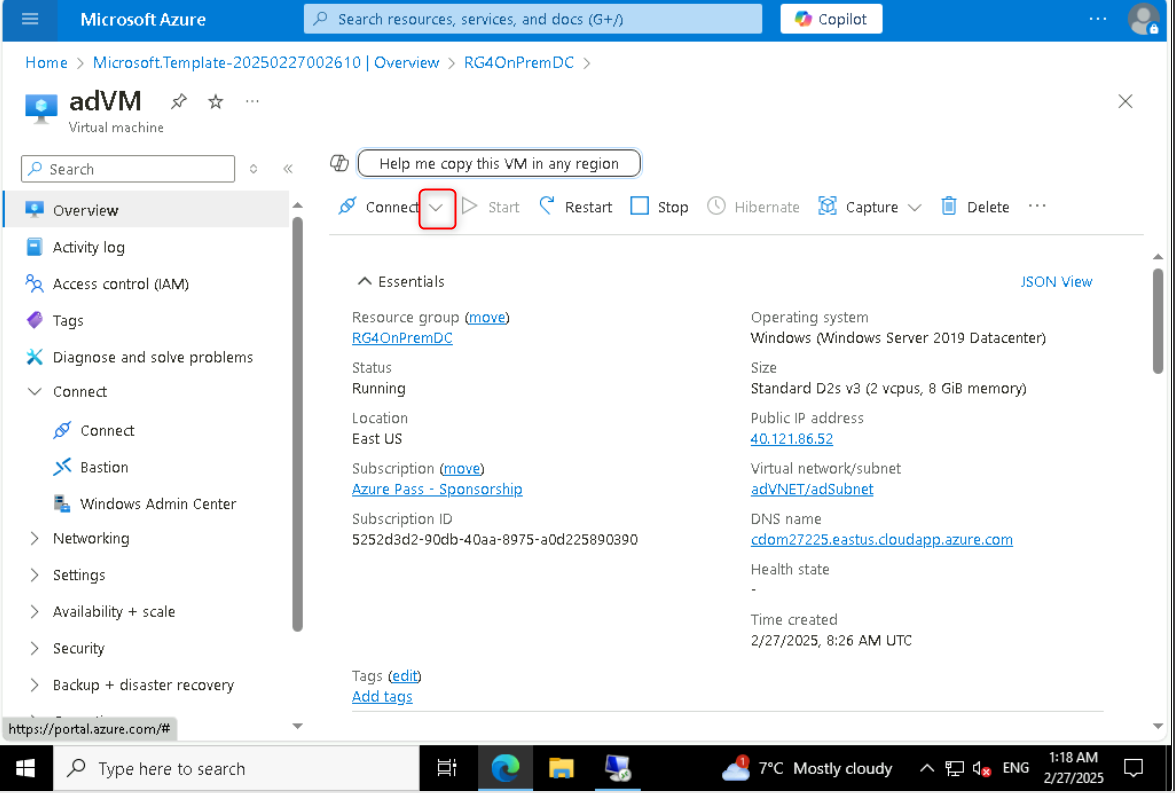 Microsoft Azure
Search resources, services, and docs (G+/)
Copilot
Home > Microsoft.Template-20250227002610 | Overview > RG4OnPremDC >
adVM
Virtual machine
Search
Help me copy this VM in any region
Connect
Start
Restart
Stop
Hibernate
Capture
Delete
Overview
Activity log
Access control (IAM)
Tags
Diagnose and solve problems
Connect
Connect
Bastion
Windows Admin Center
Networking
Settings
Availability + scale
Security
Backup + disaster recovery
https://portal.azure.com/#
Essentials
JSON View
Resource group (move)
RG4OnPremDC
Status
Running
Location
East US
Subscription (move)
Azure Pass - Sponsorship
Subscription ID
5252d3d2-90db-40aa-8975-a0d225890390
Operating system
Windows (Windows Server 2019 Datacenter)
Size
Standard D2s v3 (2 vcpus, 8 GiB memory)
Public IP address
40.121.86.52
Virtual network/subnet
adVNET/adSubnet
DNS name
cdom27225.eastus.cloudapp.azure.com
Health state
-
Time created
2/27/2025, 8:26 AM UTC
Tags (edit)
Add tags
Type here to search
1
7°C Mostly cloudy
ENG
1:18 AM
2/27/2025